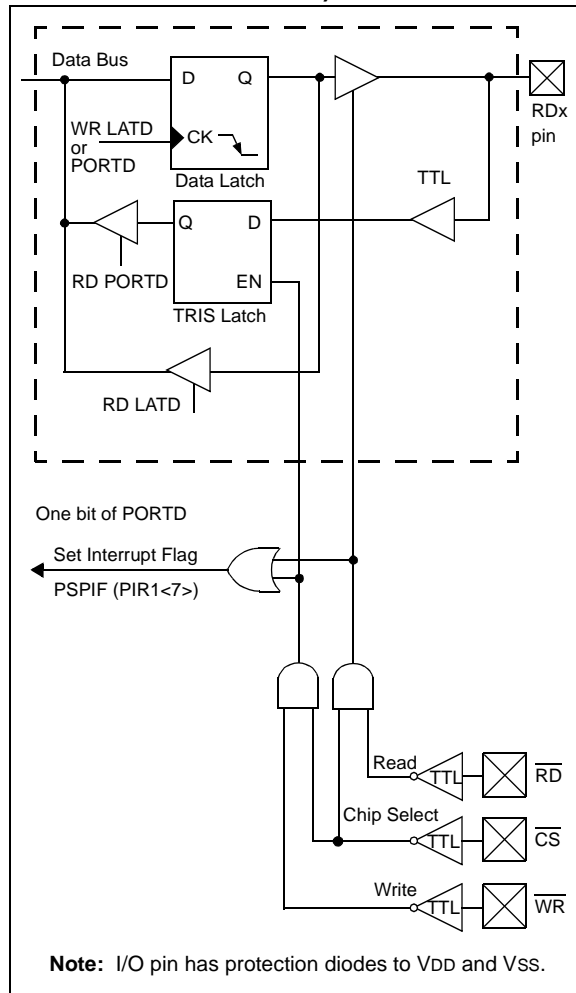 Data Bus
D Q
RDx
pin
WR LATD
or
PORTD
CK
Data Latch
TTL
Q D
RD PORTD
EN
TRIS Latch
RD LATD
One bit of PORTD
Set Interrupt Flag
PSPIF (PIR1<7>)
Read
TTL
RD
Chip Select
TTL
CS
Write
TTL
WR
Note: I/O pin has protection diodes to VDD and VSS.